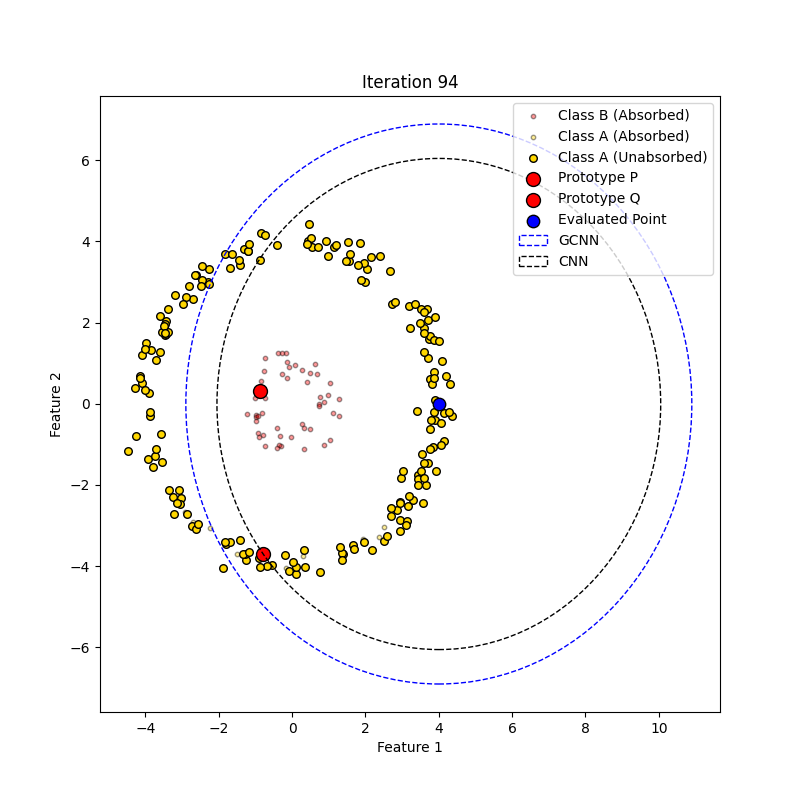 Iteration 94
Class B (Absorbed)
Class A (Absorbed)
Class A (Unabsorbed)
Prototype P
Prototype Q
Evaluated Point
GCNN
CNN
6
4
2
0
−2
−4
−6
Feature 2
−4 −2 0 2 4 6 8 10
Feature 1